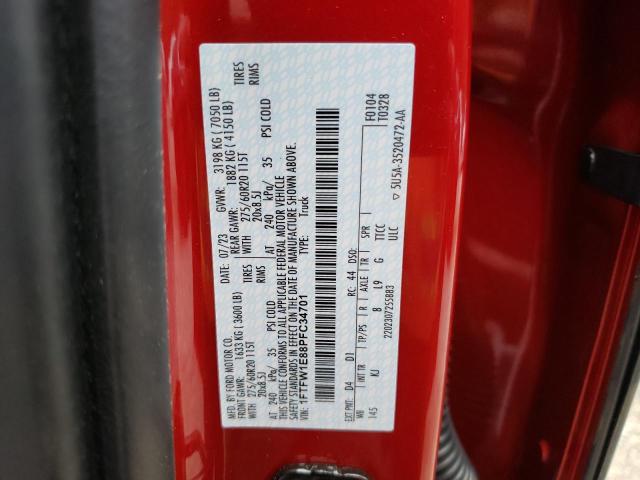 MFD. BY FORD MOTOR CO.
DATE: 07/23 GVWR: 3198 KG ( 7050 LB)
FRONT GAWR: 1633 KG ( 3600 LB) REAR GAWR: 1882 KG ( 4150 LB)
WITH 275/60R20 115T TIRES WITH 275/60R20 115T TIRES
20x8.5J RIMS 20x8.5J RIMS
AT 240 kPa/ 35 PSI COLD AT 240 kPa/ 35 PSI COLD
THIS VEHICLE CONFORMS TO ALL APPLICABLE FEDERAL MOTOR VEHICLE
SAFETY STANDARDS IN EFFECT ON THE DATE OF MANUFACTURE SHOWN ABOVE.
VIN: 1FTFW1E88PFC34701 Truck
F0104
T0328
EXT PNT: D4 D1 RC: 44 DSO:
WB TP/PS R AXLE TR SPR
145 KJ 8 L9 G TTCC
ULC
2202307255883
▽ 5U5A-3520472-AA